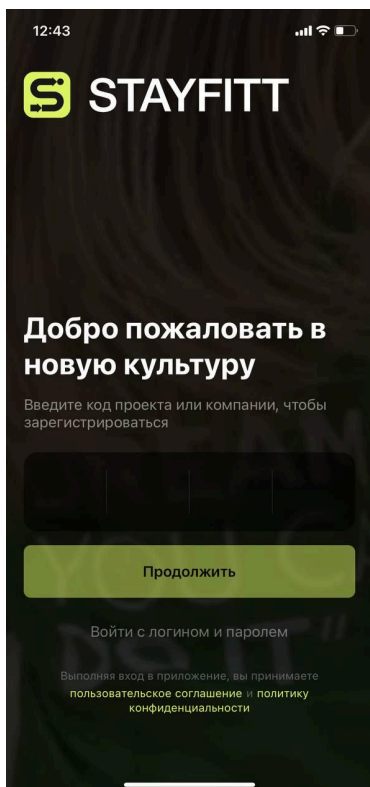 12:43
STAYFITT
Добро пожаловать в
новую культуру
Введите код проекта или компании, чтобы
зарегистрироваться
Продолжить
Войти с логином и паролем
Выполняя вход в приложение, вы принимаете
пользовательское соглашение и политику
конфиденциальности